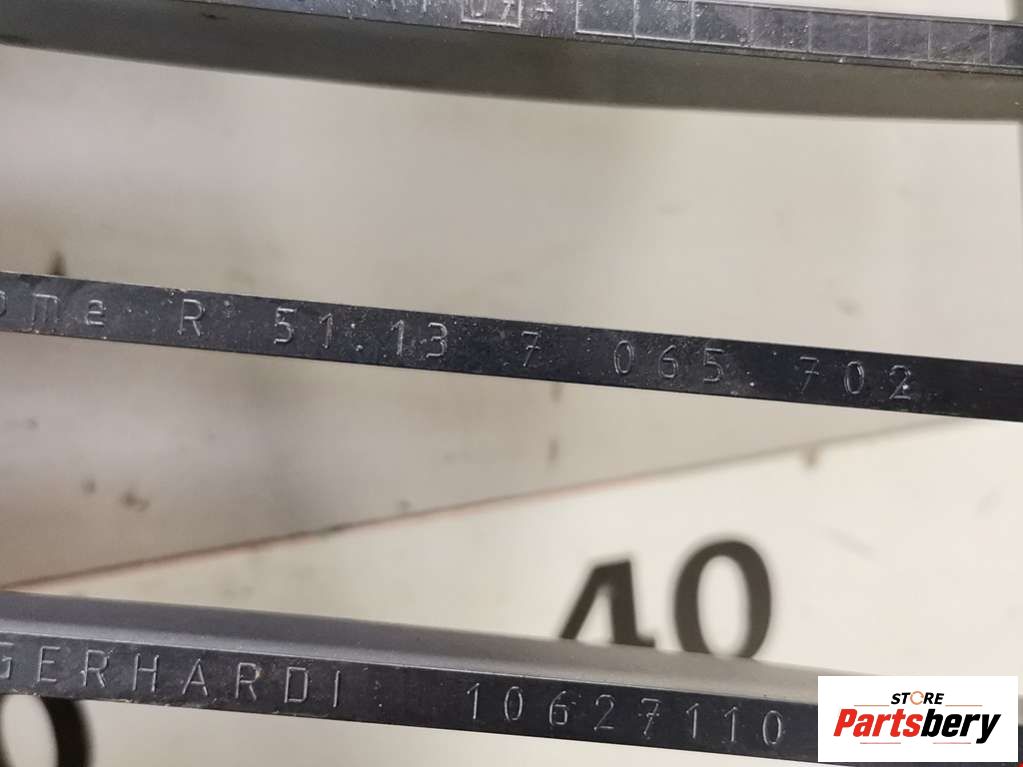 R 51.13 7 065 702
40
GERHARDI 10627110
STORE
Partsbery